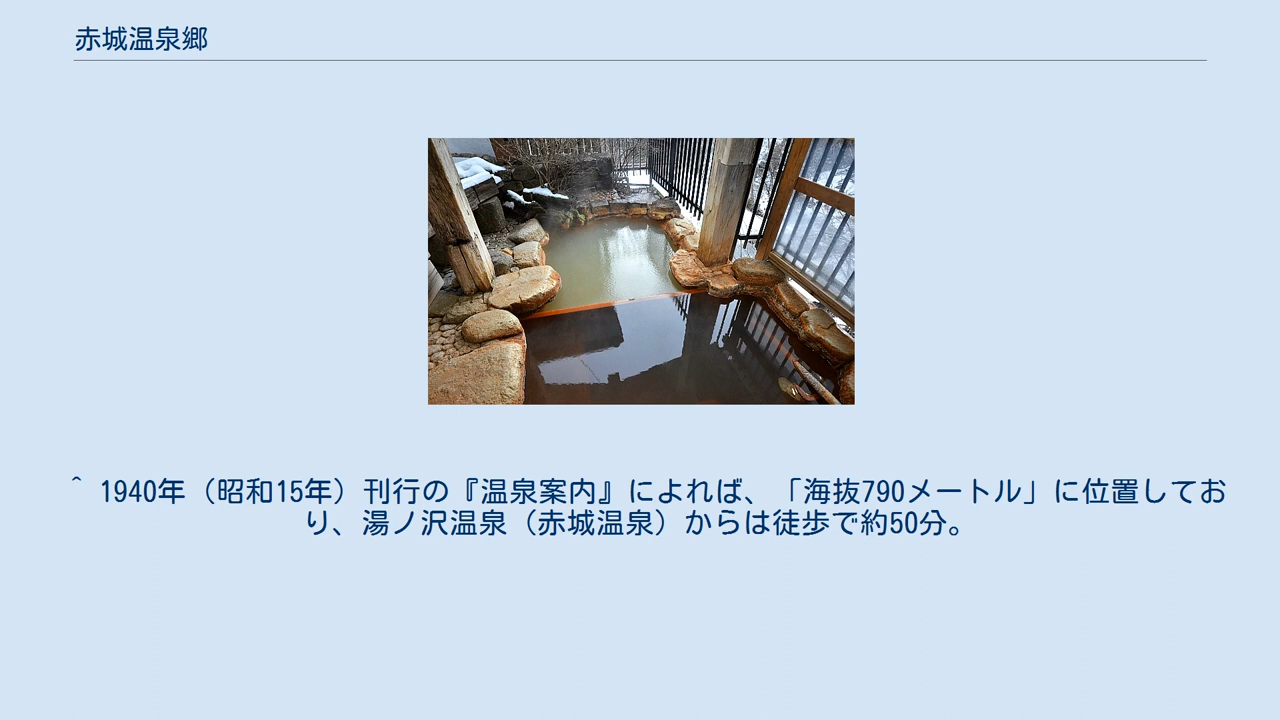 赤城温泉郷
^ 1940年（昭和15年）刊行の『温泉案内』によれば、「海抜790メートル」に位置してお
り、湯ノ沢温泉（赤城温泉）からは徒歩で約50分。